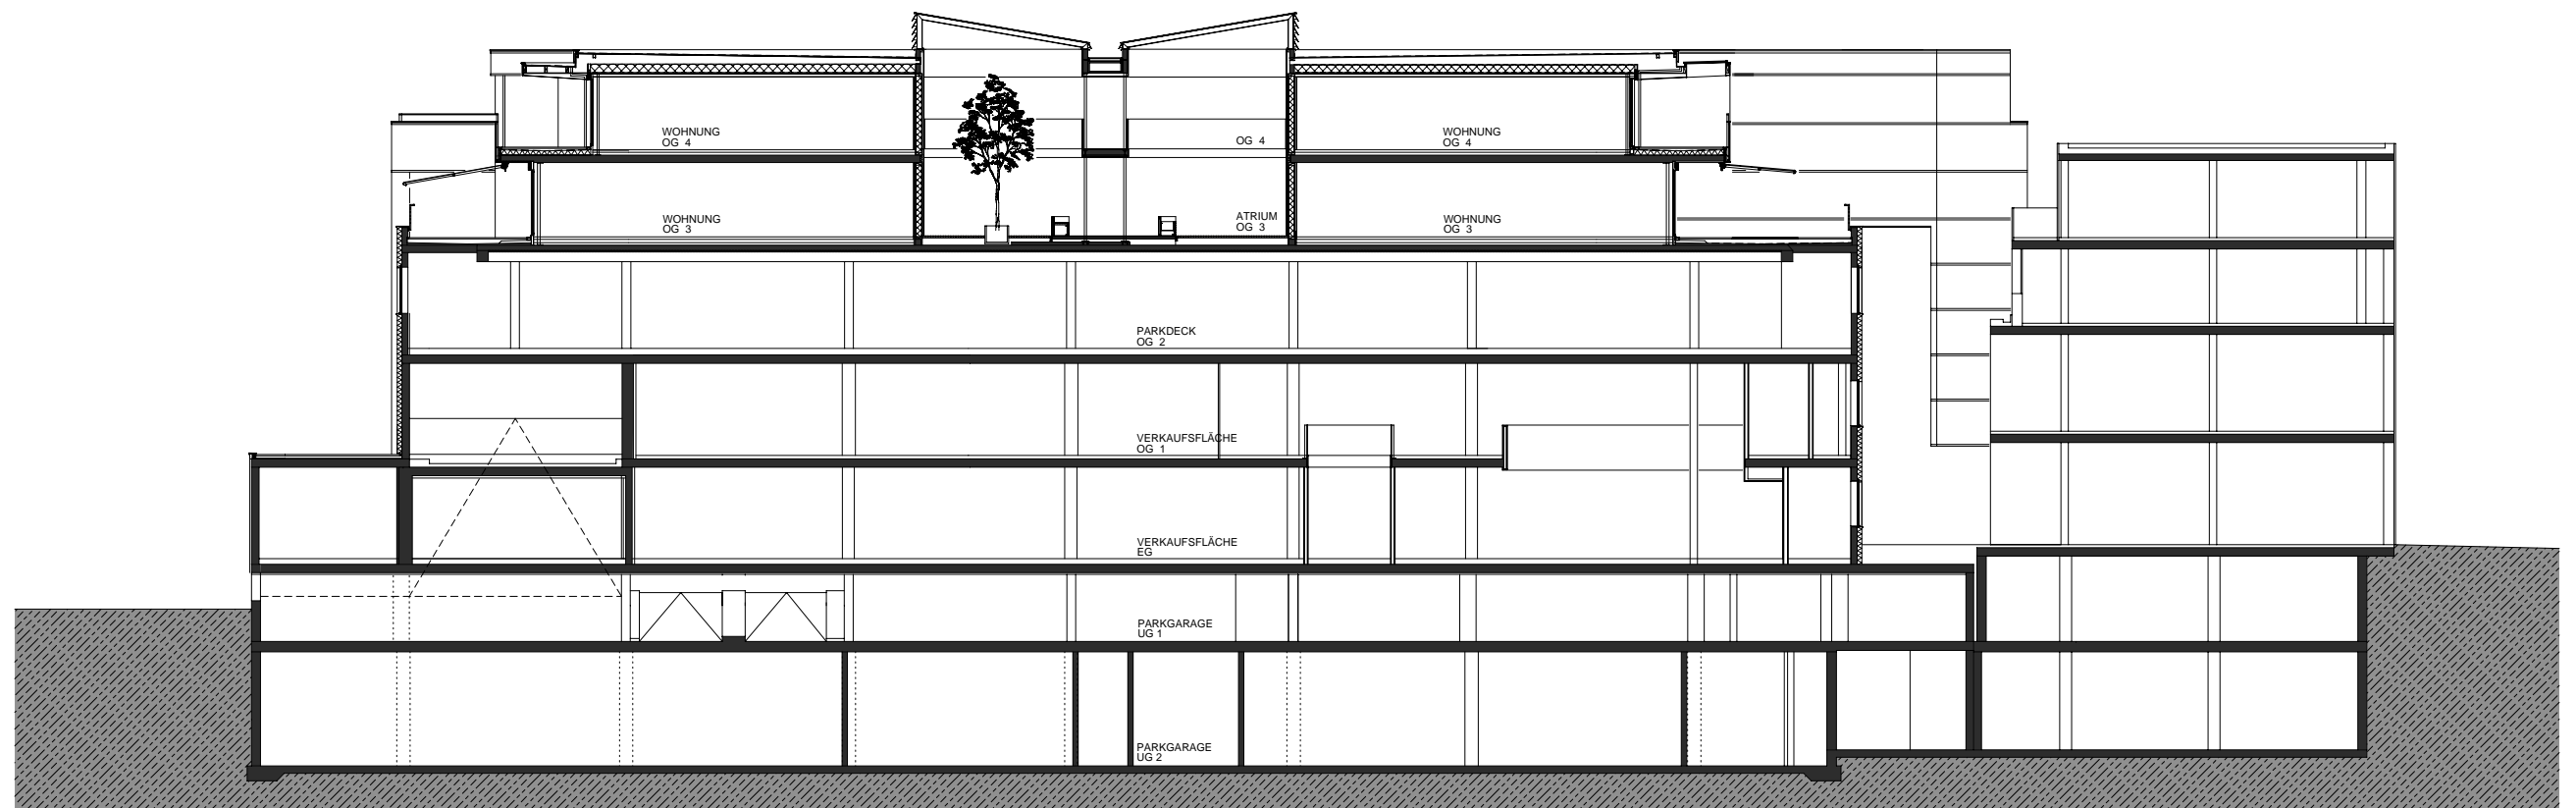 WOHNUNG
OG 4
OG 4
WOHNUNG
OG 4
WOHNUNG
OG 3
ATRIUM
OG 3
WOHNUNG
OG 3
PARKDECK
OG 2
VERKAUFSFLÄCHE
OG 1
VERKAUFSFLÄCHE
EG
PARKGARAGE
UG 1
PARKGARAGE
UG 2